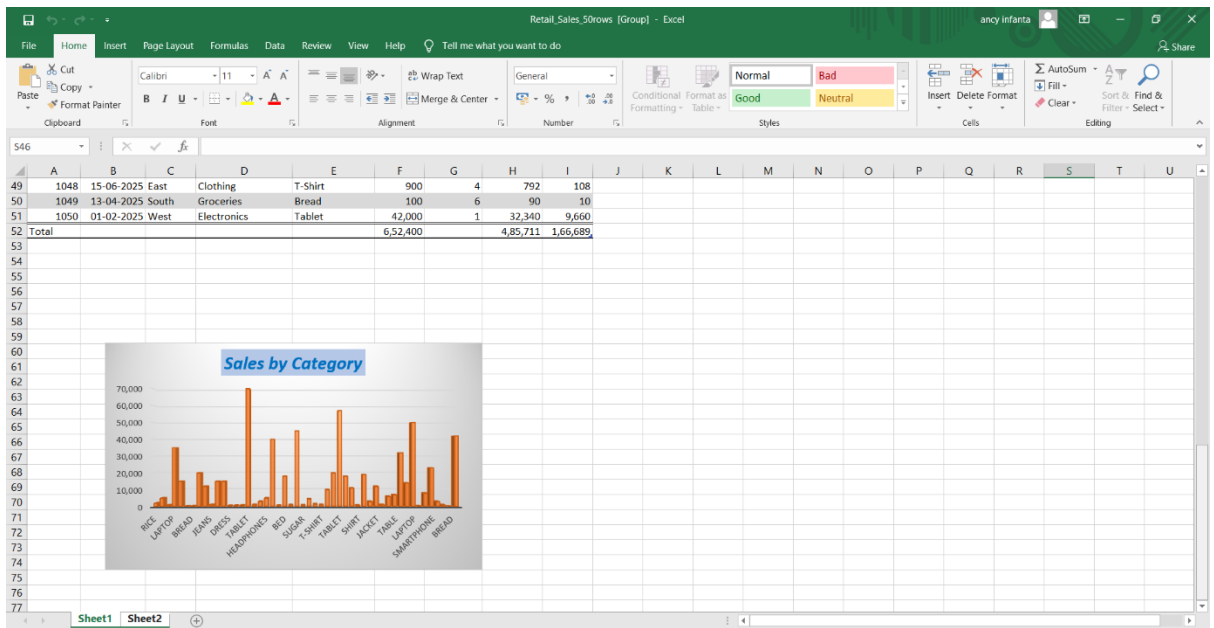 Retail_Sales_50rows [Group] - Excel
ancy infanta
File Home Insert Page Layout Formulas Data Review View Help Tell me what you want to do
Share
Paste
Cut
Copy
Format Painter
Clipboard
Calibri 11 A A
B I U A
Font
Wrap Text
Merge & Center
Alignment
General
% , .00 .0
Number
Conditional Formatting
Format as Table
Normal Bad
Good Neutral
Styles
Insert Delete Format
Cells
AutoSum
Fill
Clear
Sort & Filter
Find & Select
Editing
S46 fx
A B C D E F G H I J K L M N O P Q R S T U
49 1048 15-06-2025 East Clothing T-Shirt 900 4 792 108
50 1049 13-04-2025 South Groceries Bread 100 6 90 10
51 1050 01-02-2025 West Electronics Tablet 42,000 1 32,340 9,660
52 Total 6,52,400 4,85,711 1,66,689
53
54
55
56
57
58
59
60
61
62
63
64
65
66
67
68
69
70
71
72
73
74
75
76
77
Sales by Category
70,000
60,000
50,000
40,000
30,000
20,000
10,000
0
RICE LAPTOP BREAD JEANS DRESS TABLET HEADPHONES BED SUGAR T-SHIRT TABLET SHIRT JACKET TABLE LAPTOP SMARTPHONE BREAD
Sheet1 Sheet2